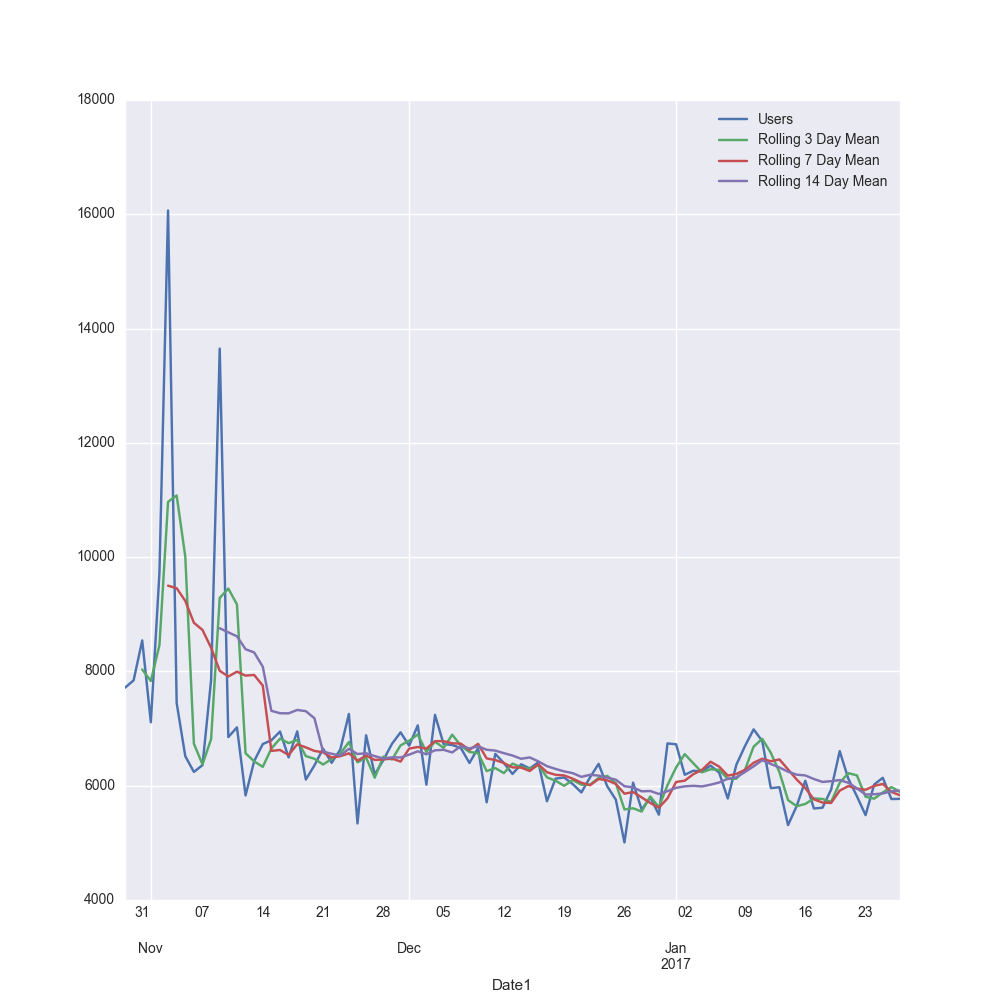 18000
16000
14000
12000
10000
8000
6000
4000
Users
Rolling 3 Day Mean
Rolling 7 Day Mean
Rolling 14 Day Mean
31 07 14 21 28 05 12 19 26 02 09 16 23
Nov Dec Jan
2017
Date1